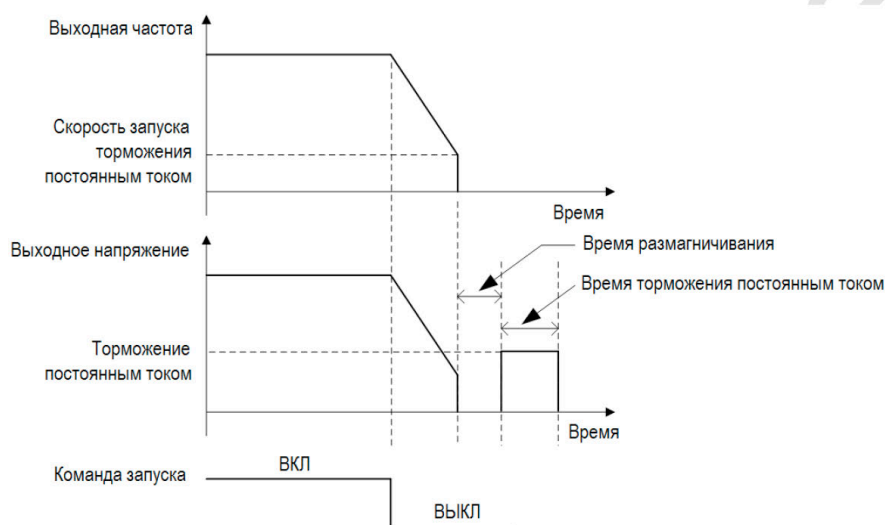 Выходная частота
Скорость запуска
торможения
постоянным током
Время
Выходное напряжение
Время размагничивания
Время торможения постоянным током
Торможение
постоянным током
Время
Команда запуска
ВКЛ
ВЫКЛ